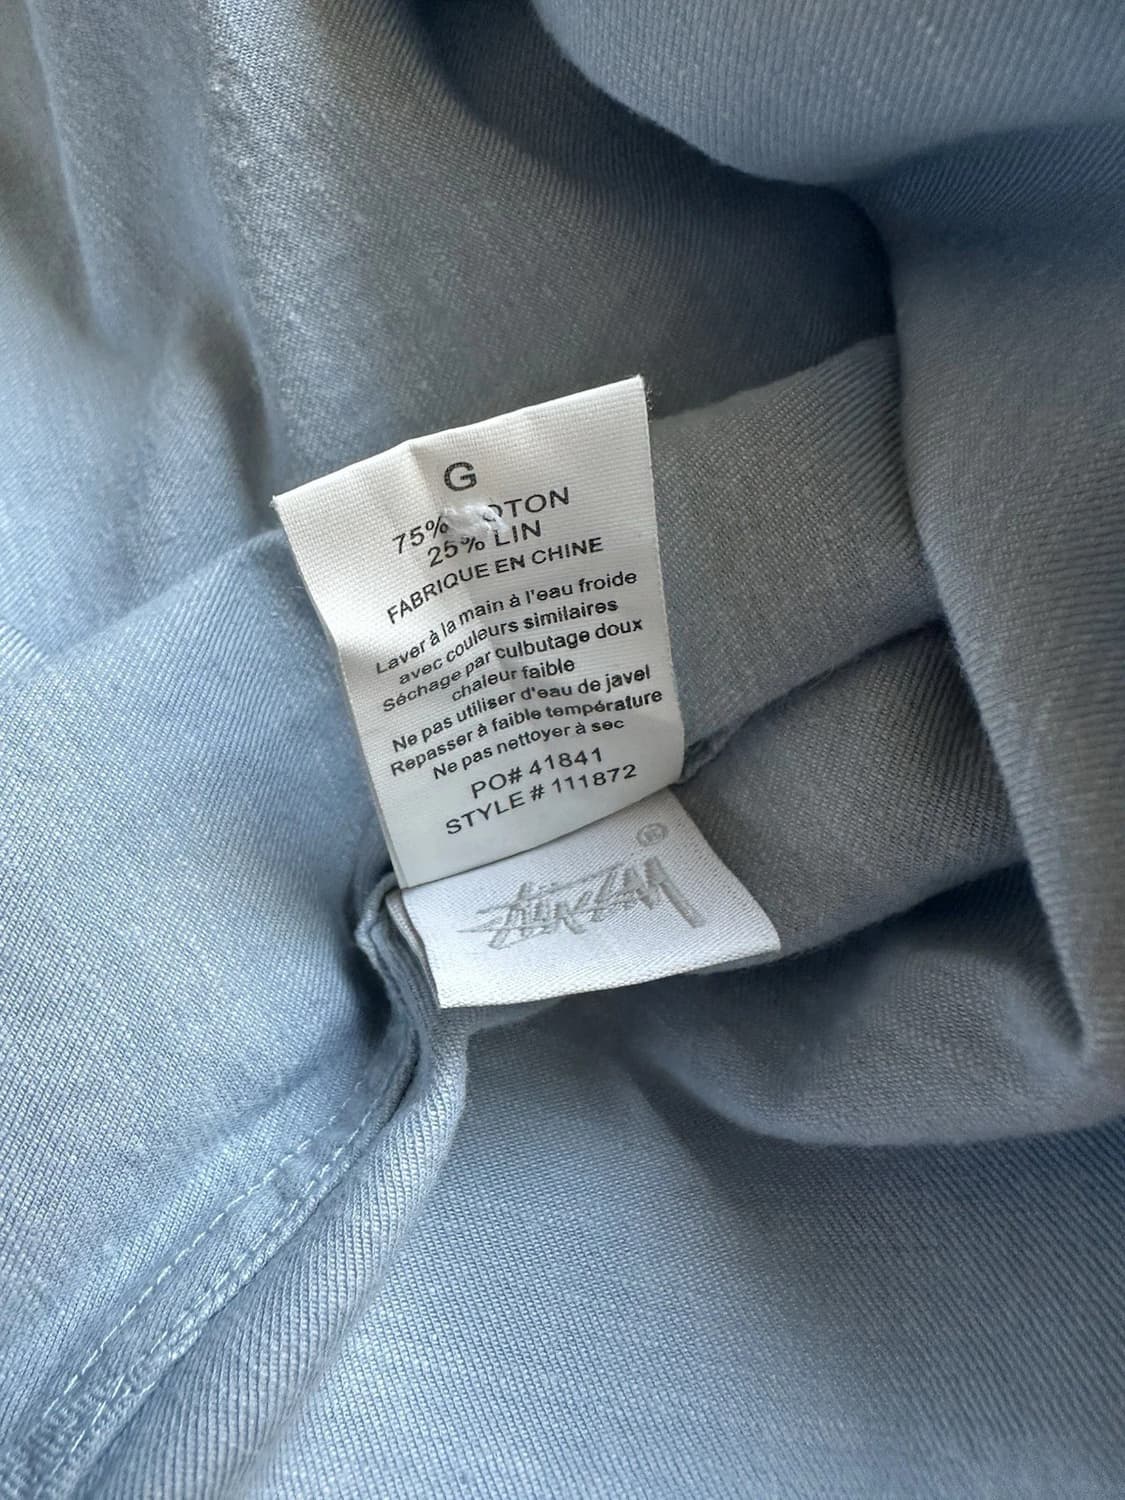 G
75% COTON
25% LIN
FABRIQUE EN CHINE
Laver à la main à l'eau froide
avec couleurs similaires
Séchage par culbutage doux
chaleur faible
Ne pas utiliser d'eau de javel
Repasser à faible température
Ne pas nettoyer à sec
PO# 41841
STYLE # 111872
®
Stüssy